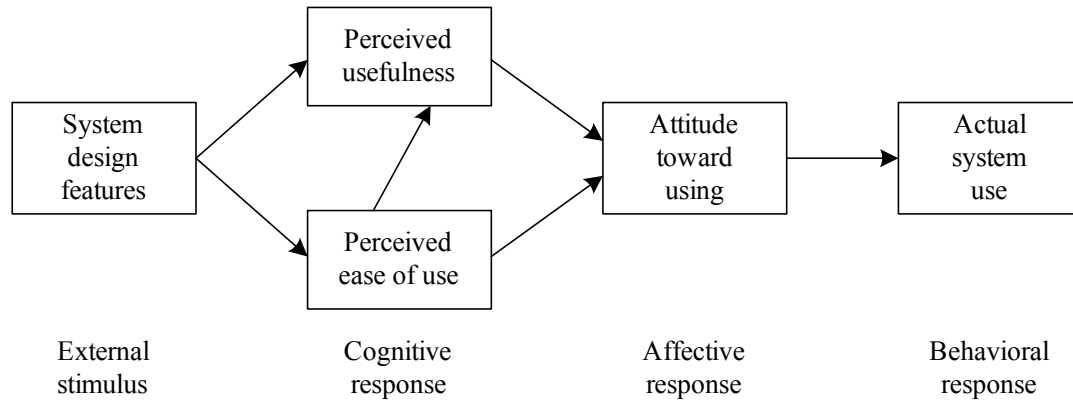 Perceived
usefulness
System
design
features
Attitude
toward
using
Actual
system
use
Perceived
ease of use
External
stimulus
Cognitive
response
Affective
response
Behavioral
response